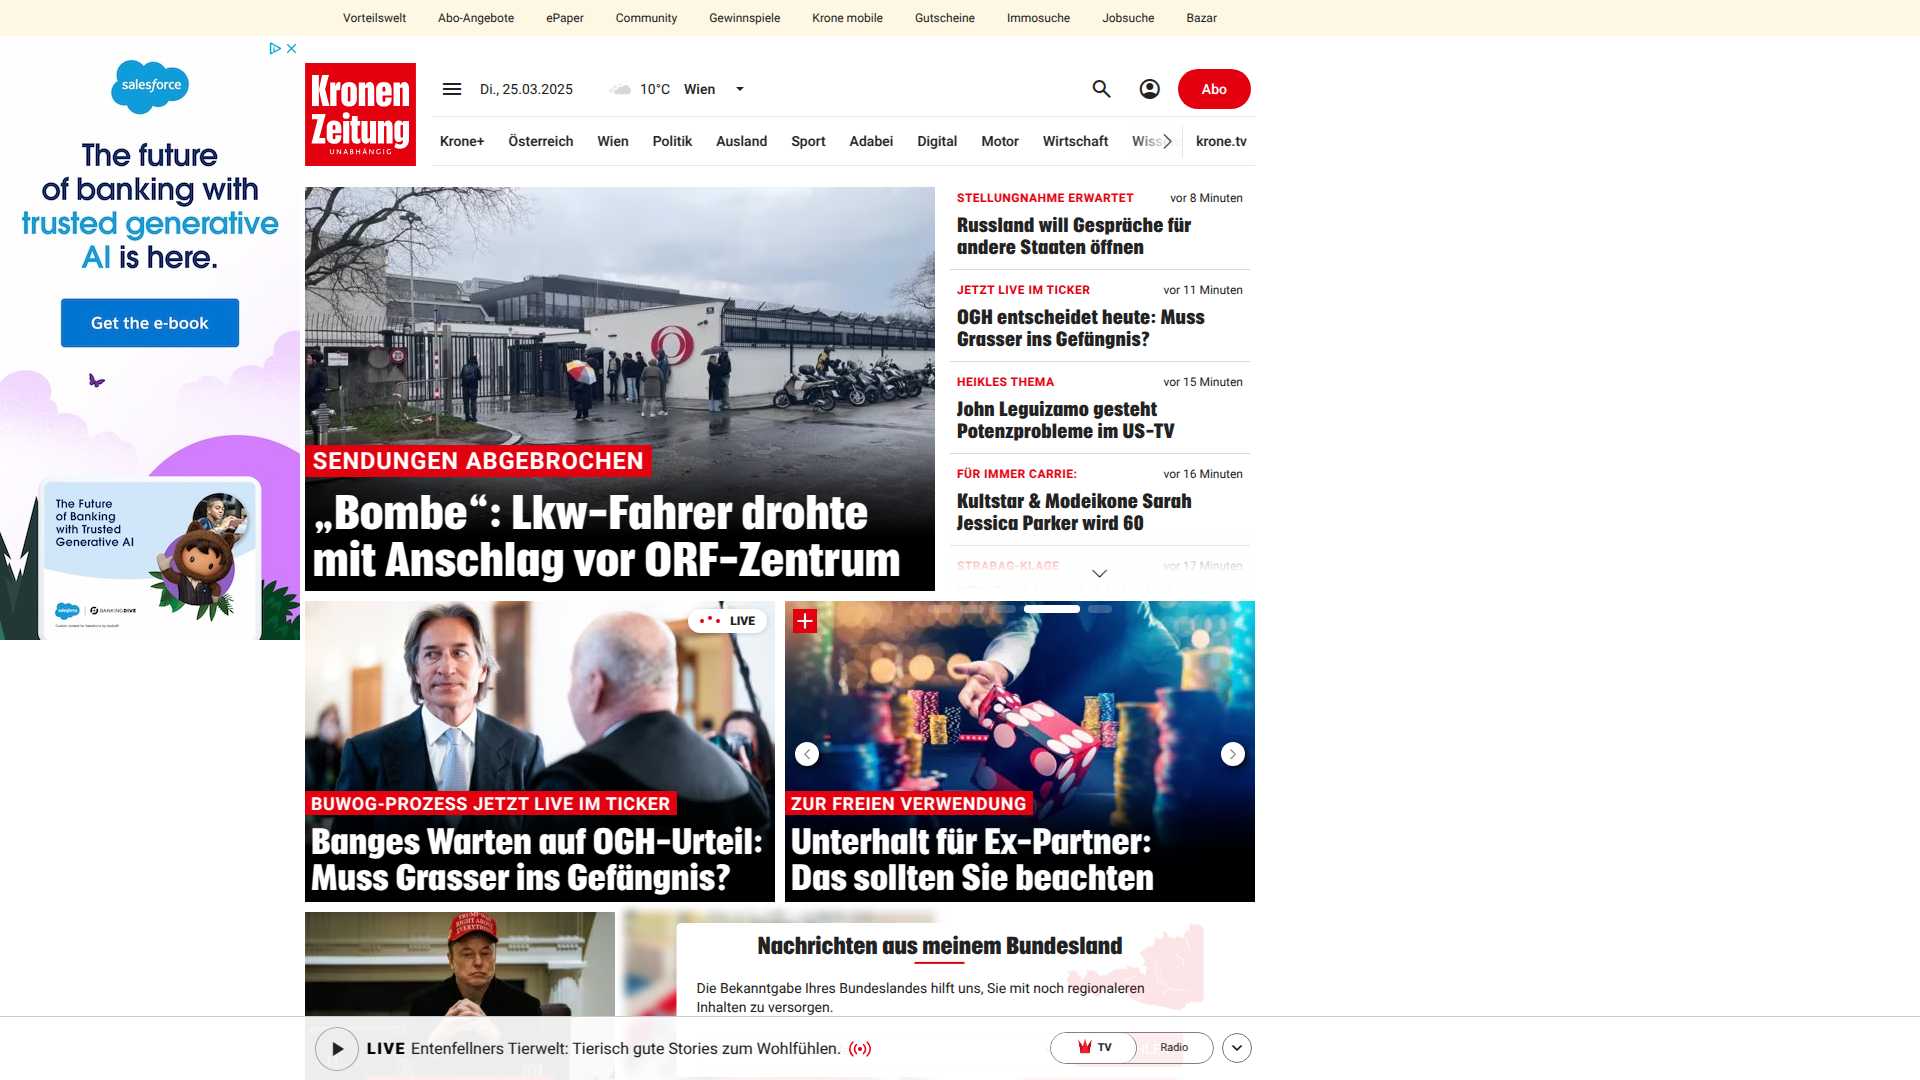 Vorteilswelt
Abo-Angebote
ePaper
Community
Gewinnspiele
Krone mobile
Gutscheine
Immosuche
Jobsuche
Bazar
salesforce
The future
of banking with
trusted generative
AI is here.
Get the e-book
The Future
of Banking
with Trusted
Generative AI
salesforce
BANKINGDIVE
Kronen
Zeitung
UNABHÄNGIG
Di., 25.03.2025
10°C
Wien
Abo
Krone+
Österreich
Wien
Politik
Ausland
Sport
Adabei
Digital
Motor
Wirtschaft
Wiss
krone.tv
SENDUNGEN ABGEBROCHEN
„Bombe“: Lkw-Fahrer drohte
mit Anschlag vor ORF-Zentrum
STELLUNGNAHME ERWARTET
vor 8 Minuten
Russland will Gespräche für
andere Staaten öffnen
JETZT LIVE IM TICKER
vor 11 Minuten
OGH entscheidet heute: Muss
Grasser ins Gefängnis?
HEIKLES THEMA
vor 15 Minuten
John Leguizamo gesteht
Potenzprobleme im US-TV
FÜR IMMER CARRIE:
vor 16 Minuten
Kultstar & Modeikone Sarah
Jessica Parker wird 60
STRABAG-KLAGE
vor 17 Minuten
LIVE
BUWOG-PROZESS JETZT LIVE IM TICKER
Banges Warten auf OGH-Urteil:
Muss Grasser ins Gefängnis?
ZUR FREIEN VERWENDUNG
Unterhalt für Ex-Partner:
Das sollten Sie beachten
TRUMP WAS
RIGHT ABOUT
EVERYTHING
Nachrichten aus meinem Bundesland
Die Bekanntgabe Ihres Bundeslandes hilft uns, Sie mit noch regionaleren
Inhalten zu versorgen.
LIVE Entenfellners Tierwelt: Tierisch gute Stories zum Wohlfühlen.
TV
Radio